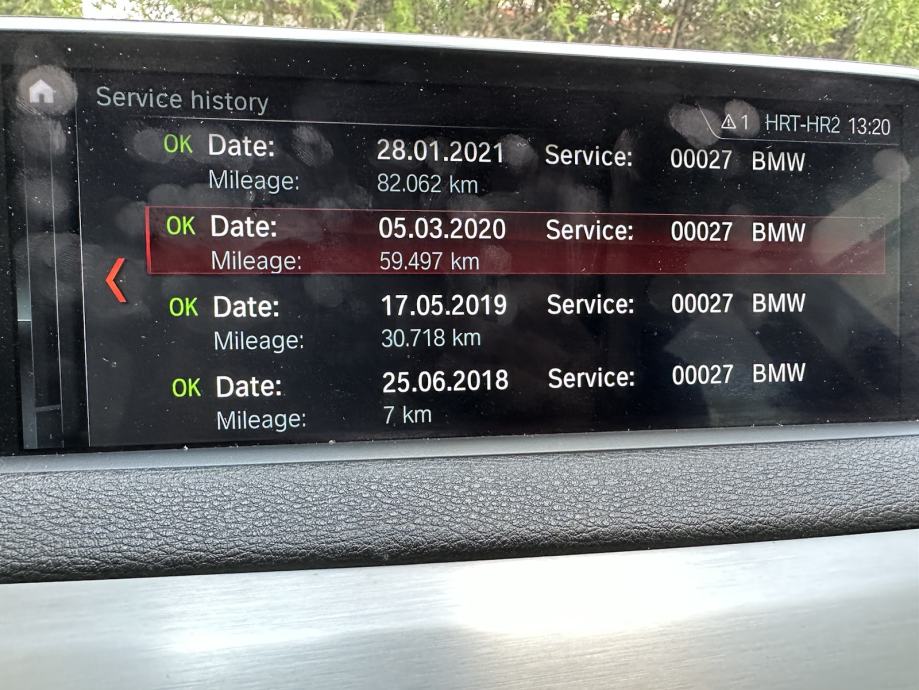 Service history
⚠1 HRT-HR2 13:20
OK Date: 28.01.2021 Service: 00027 BMW
Mileage: 82.062 km
OK Date: 05.03.2020 Service: 00027 BMW
Mileage: 59.497 km
OK Date: 17.05.2019 Service: 00027 BMW
Mileage: 30.718 km
OK Date: 25.06.2018 Service: 00027 BMW
Mileage: 7 km